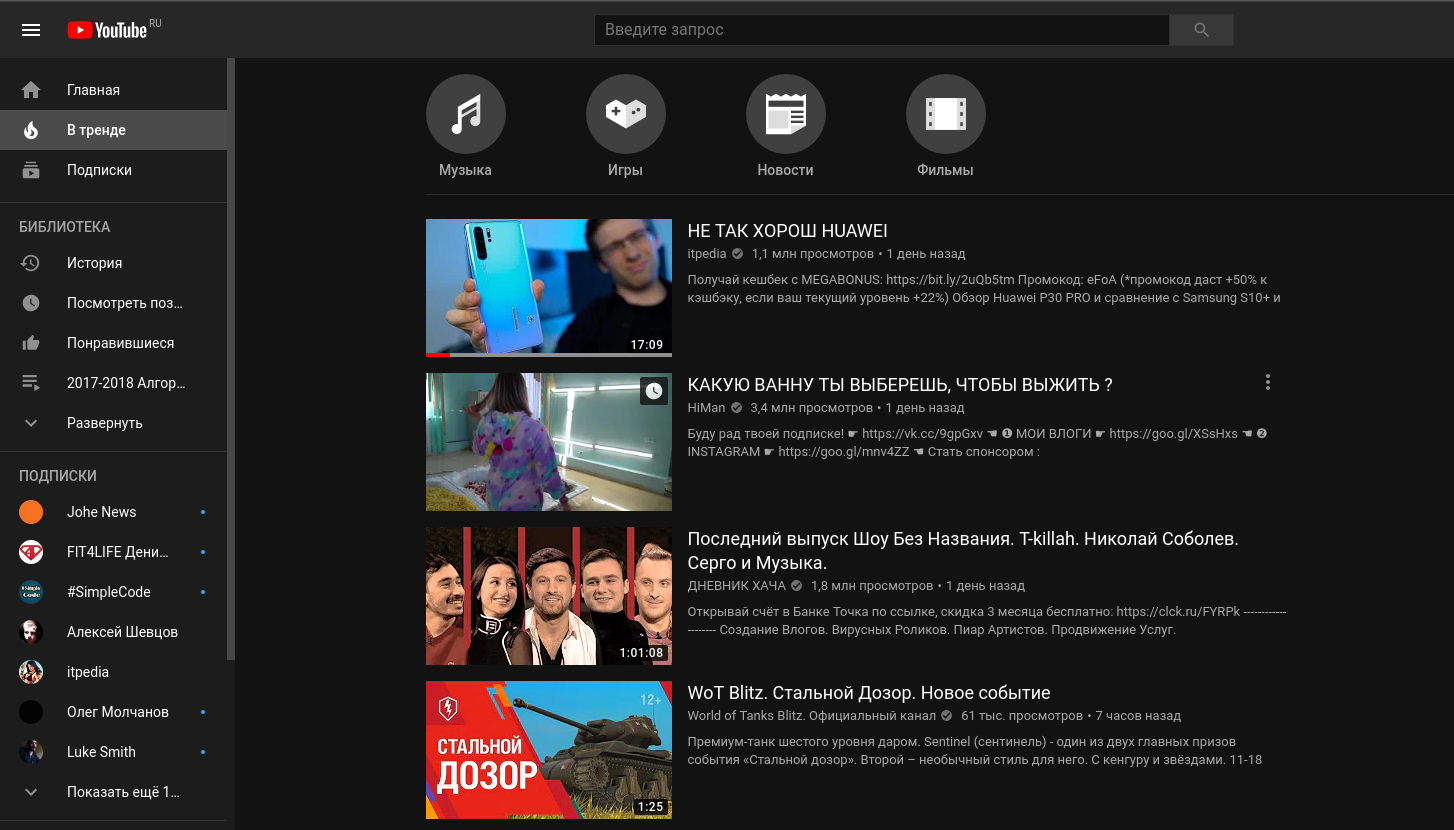 YouTube RU
Введите запрос
Главная
В тренде
Подписки
БИБЛИОТЕКА
История
Посмотреть поз…
Понравившиеся
2017-2018 Алгор…
Развернуть
ПОДПИСКИ
Johe News
FIT4LIFE Дени…
#SimpleCode
Алексей Шевцов
itpedia
Олег Молчанов
Luke Smith
Показать ещё 1…
Музыка
Игры
Новости
Фильмы
17:09
НЕ ТАК ХОРОШ HUAWEI
itpedia 1,1 млн просмотров • 1 день назад
Получай кешбек с MEGABONUS: https://bit.ly/2uQb5tm Промокод: eFoA (*промокод даст +50% к
кэшбэку, если ваш текущий уровень +22%) Обзор Huawei P30 PRO и сравнение с Samsung S10+ и
КАКУЮ ВАННУ ТЫ ВЫБЕРЕШЬ, ЧТОБЫ ВЫЖИТЬ ?
HiMan 3,4 млн просмотров • 1 день назад
Буду рад твоей подписке! ☛ https://vk.cc/9gpGxv ☚ ❶ МОИ ВЛОГИ ☛ https://goo.gl/XSsHxs ☚ ❷
INSTAGRAM ☛ https://goo.gl/mnv4ZZ ☚ Стать спонсором :
1:01:08
Последний выпуск Шоу Без Названия. T-killah. Николай Соболев.
Серго и Музыка.
ДНЕВНИК ХАЧА 1,8 млн просмотров • 1 день назад
Открывай счёт в Банке Точка по ссылке, скидка 3 месяца бесплатно: https://clck.ru/FYRPk ------------
-------- Создание Влогов. Вирусных Роликов. Пиар Артистов. Продвижение Услуг.
12+
СТАЛЬНОЙ
ДОЗОР
1:25
WoT Blitz. Стальной Дозор. Новое событие
World of Tanks Blitz. Официальный канал 61 тыс. просмотров • 7 часов назад
Премиум-танк шестого уровня даром. Sentinel (сентинель) - один из двух главных призов
события «Стальной дозор». Второй – необычный стиль для него. С кенгуру и звёздами. 11-18